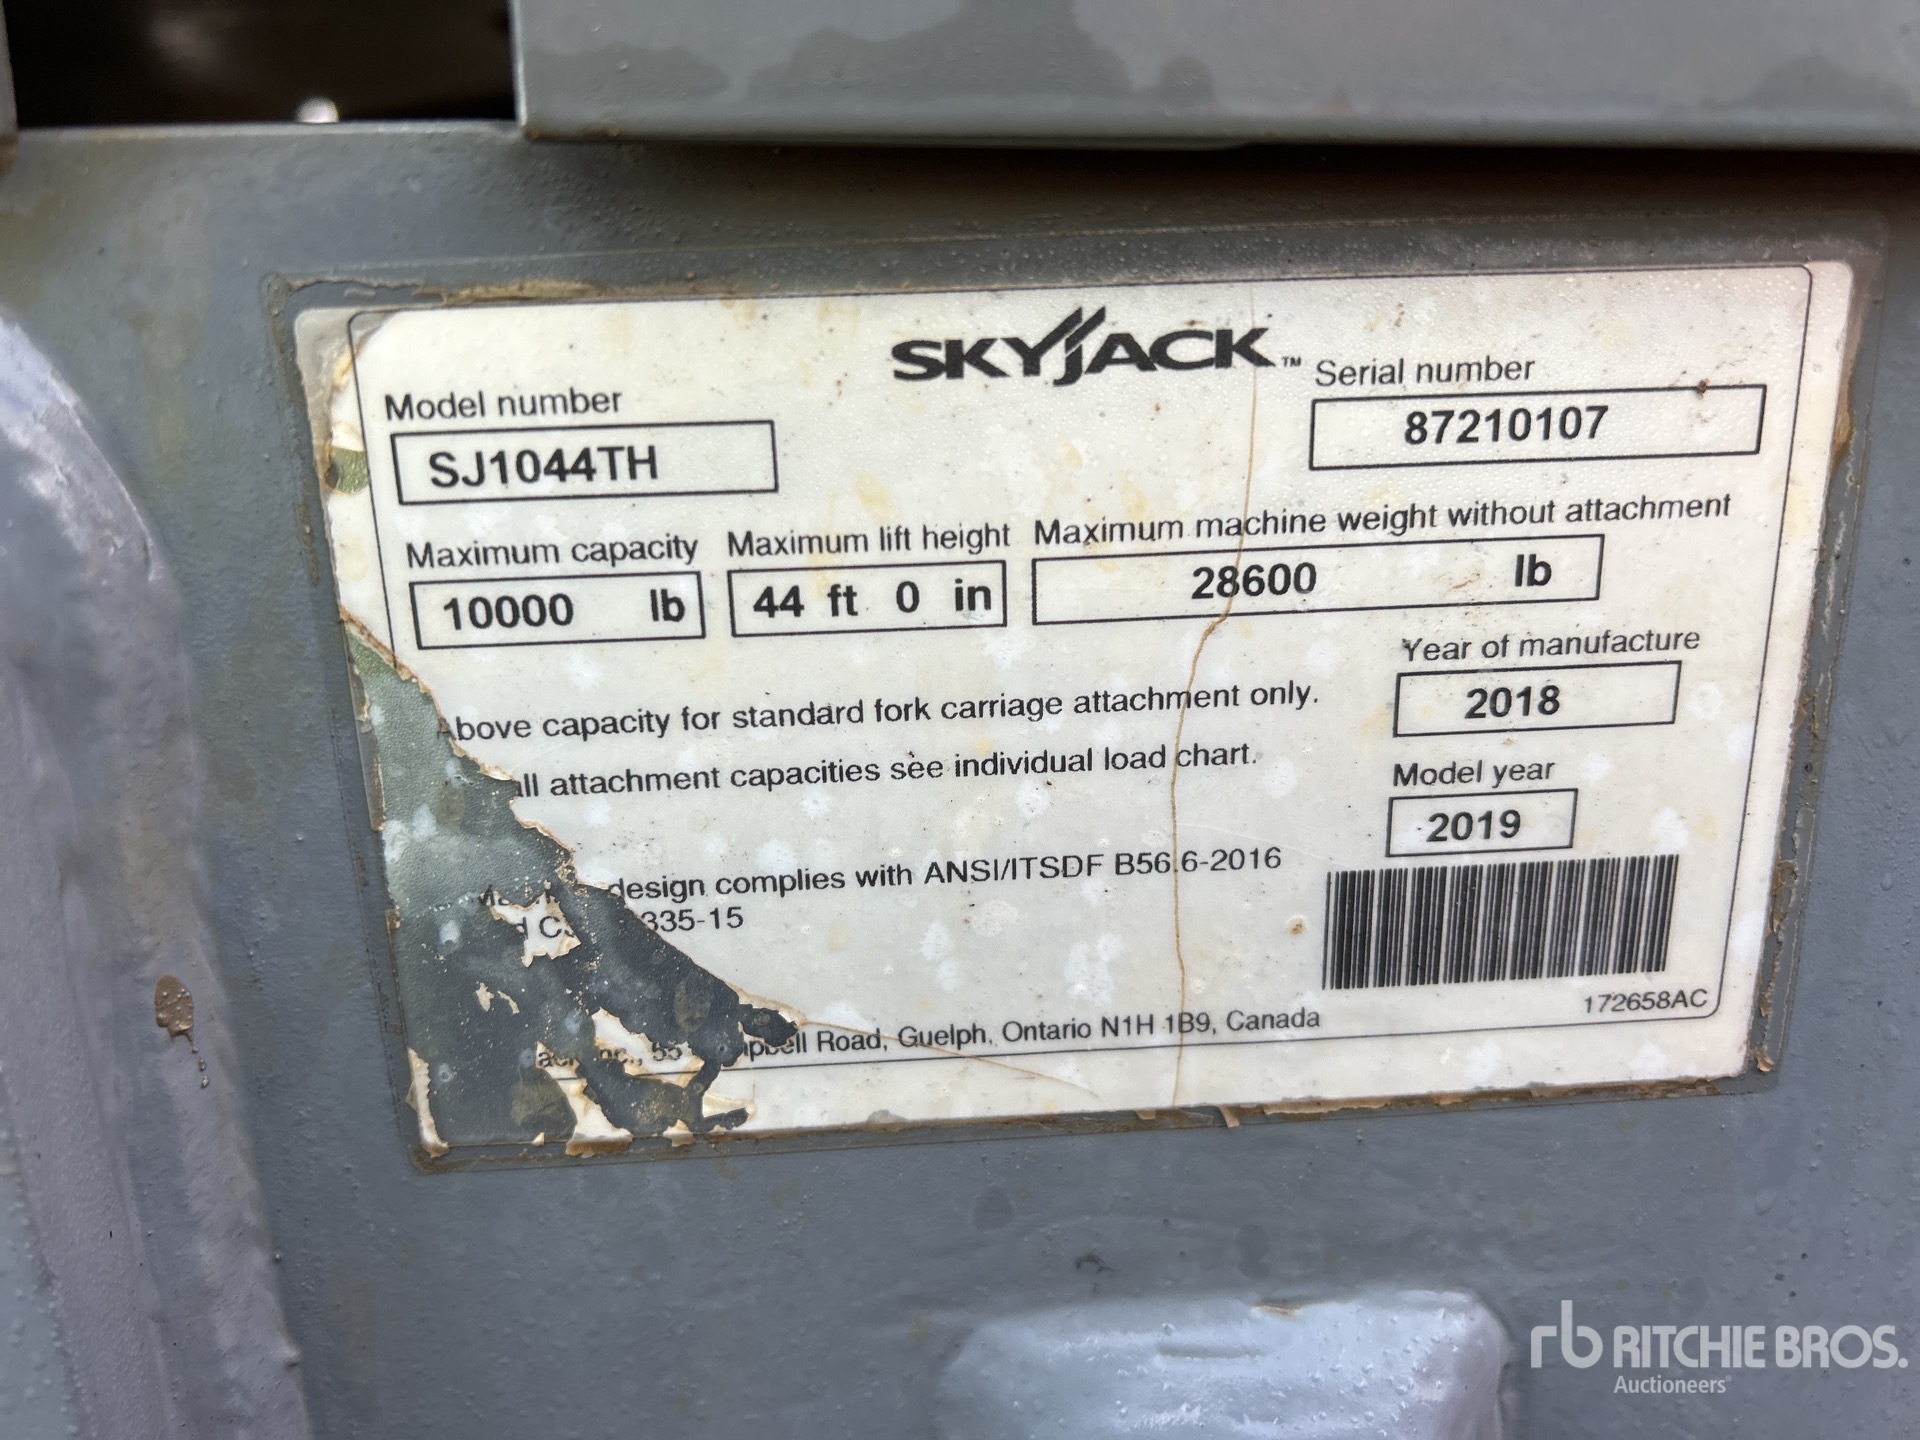 SKYJACK™
Model number
SJ1044TH
Serial number
87210107
Maximum capacity
10000 lb
Maximum lift height
44 ft 0 in
Maximum machine weight without attachment
28600 lb
Above capacity for standard fork carriage attachment only.
all attachment capacities see individual load chart.
Year of manufacture
2018
Model year
2019
design complies with ANSI/ITSDF B56.6-2016
335-15
172658AC
55 Road, Guelph, Ontario N1H 1B9, Canada
rb RITCHIE BROS.
Auctioneers